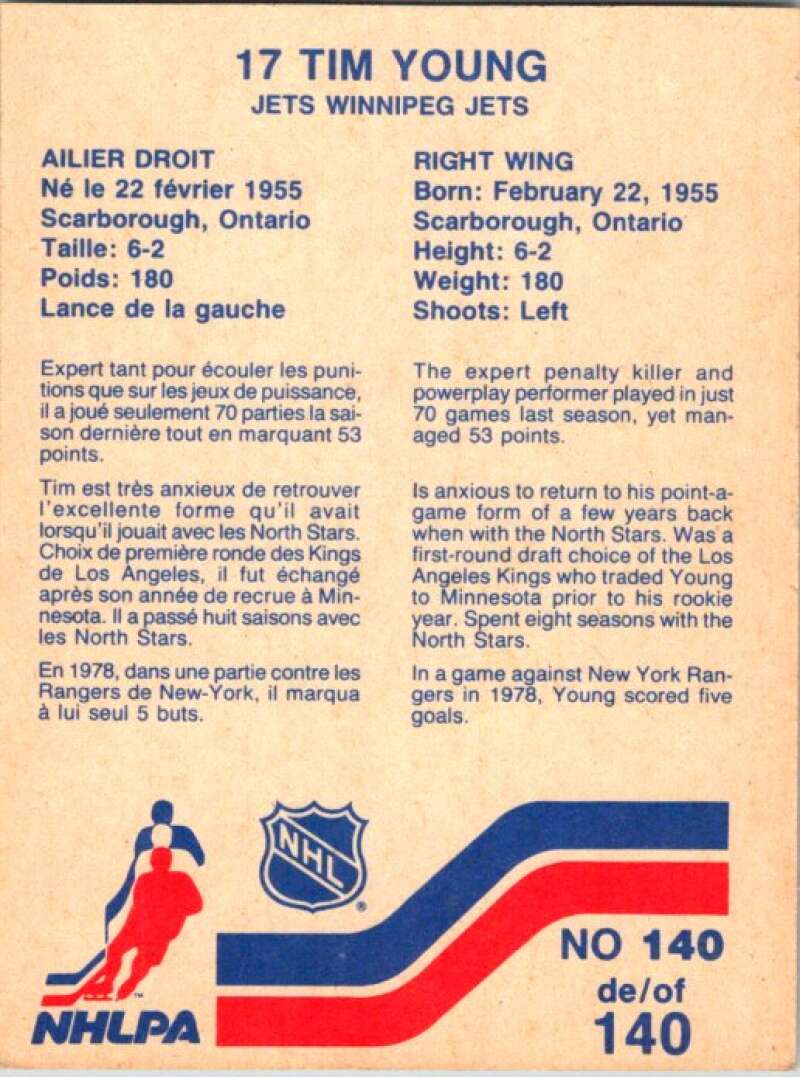 17 TIM YOUNG
JETS WINNIPEG JETS
AILIER DROIT
Né le 22 février 1955
Scarborough, Ontario
Taille: 6-2
Poids: 180
Lance de la gauche
Expert tant pour écouler les puni-
tions que sur les jeux de puissance,
il a joué seulement 70 parties la sai-
son dernière tout en marquant 53
points.
Tim est très anxieux de retrouver
l'excellente forme qu'il avait
lorsqu'il jouait avec les North Stars.
Choix de première ronde des Kings
de Los Angeles, il fut échangé
après son année de recrue à Min-
nesota. Il a passé huit saisons avec
les North Stars.
En 1978, dans une partie contre les
Rangers de New-York, il marqua
à lui seul 5 buts.
RIGHT WING
Born: February 22, 1955
Scarborough, Ontario
Height: 6-2
Weight: 180
Shoots: Left
The expert penalty killer and
powerplay performer played in just
70 games last season, yet man-
aged 53 points.
Is anxious to return to his point-a-
game form of a few years back
when with the North Stars. Was a
first-round draft choice of the Los
Angeles Kings who traded Young
to Minnesota prior to his rookie
year. Spent eight seasons with the
North Stars.
In a game against New York Ran-
gers in 1978, Young scored five
goals.
NHL
®
™
NHLPA
NO 140
de/of
140